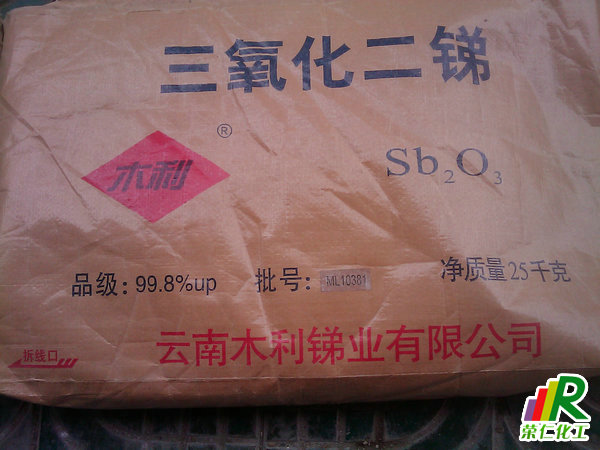 三氧化二锑
®
木利
Sb₂O₃
品级：99.8%up 批号：ML10381 净质量25千克
云南木利锑业有限公司
拆线口
R
荣仁化工